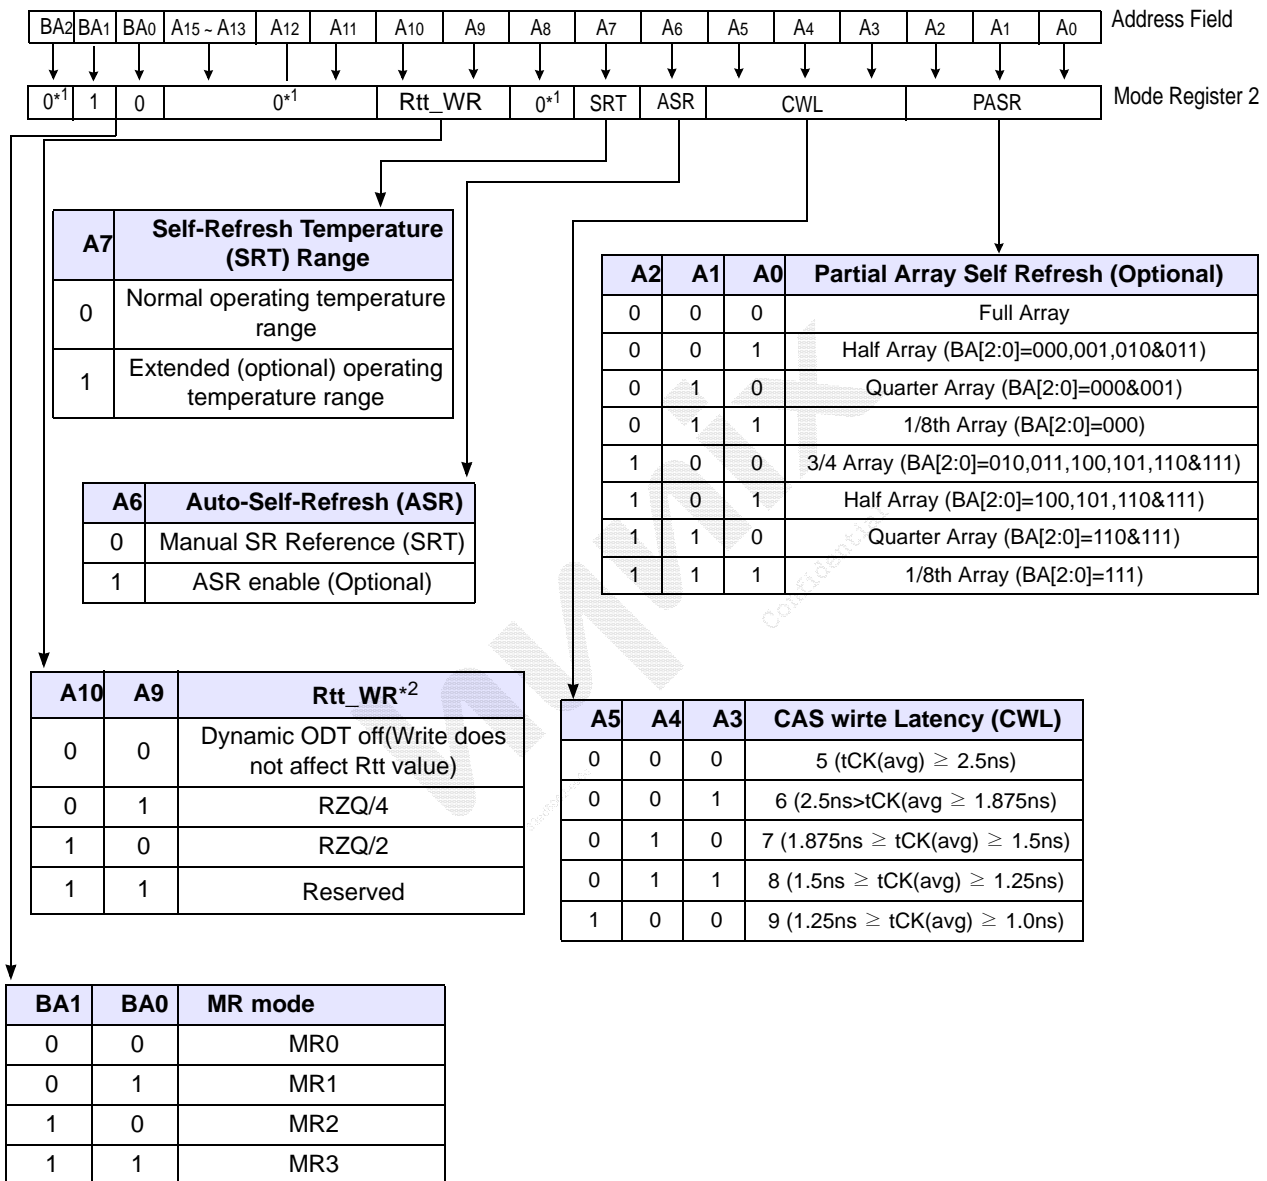 BA2 BA1 BA0 A15 ~ A13 A12 A11 A10 A9 A8 A7 A6 A5 A4 A3 A2 A1 A0 Address Field
0*1 1 0 0*1 Rtt_WR 0*1 SRT ASR CWL PASR Mode Register 2
A7 Self-Refresh Temperature
(SRT) Range
0 Normal operating temperature
range
1 Extended (optional) operating
temperature range
A2 A1 A0 Partial Array Self Refresh (Optional)
0 0 0 Full Array
0 0 1 Half Array (BA[2:0]=000,001,010&011)
0 1 0 Quarter Array (BA[2:0]=000&001)
0 1 1 1/8th Array (BA[2:0]=000)
1 0 0 3/4 Array (BA[2:0]=010,011,100,101,110&111)
1 0 1 Half Array (BA[2:0]=100,101,110&111)
1 1 0 Quarter Array (BA[2:0]=110&111)
1 1 1 1/8th Array (BA[2:0]=111)
A6 Auto-Self-Refresh (ASR)
0 Manual SR Reference (SRT)
1 ASR enable (Optional)
A10 A9 Rtt_WR*2
0 0 Dynamic ODT off(Write does
not affect Rtt value)
0 1 RZQ/4
1 0 RZQ/2
1 1 Reserved
A5 A4 A3 CAS wirte Latency (CWL)
0 0 0 5 (tCK(avg) ≥ 2.5ns)
0 0 1 6 (2.5ns>tCK(avg ≥ 1.875ns)
0 1 0 7 (1.875ns ≥ tCK(avg) ≥ 1.5ns)
0 1 1 8 (1.5ns ≥ tCK(avg) ≥ 1.25ns)
1 0 0 9 (1.25ns ≥ tCK(avg) ≥ 1.0ns)
BA1 BA0 MR mode
0 0 MR0
0 1 MR1
1 0 MR2
1 1 MR3
Confidential